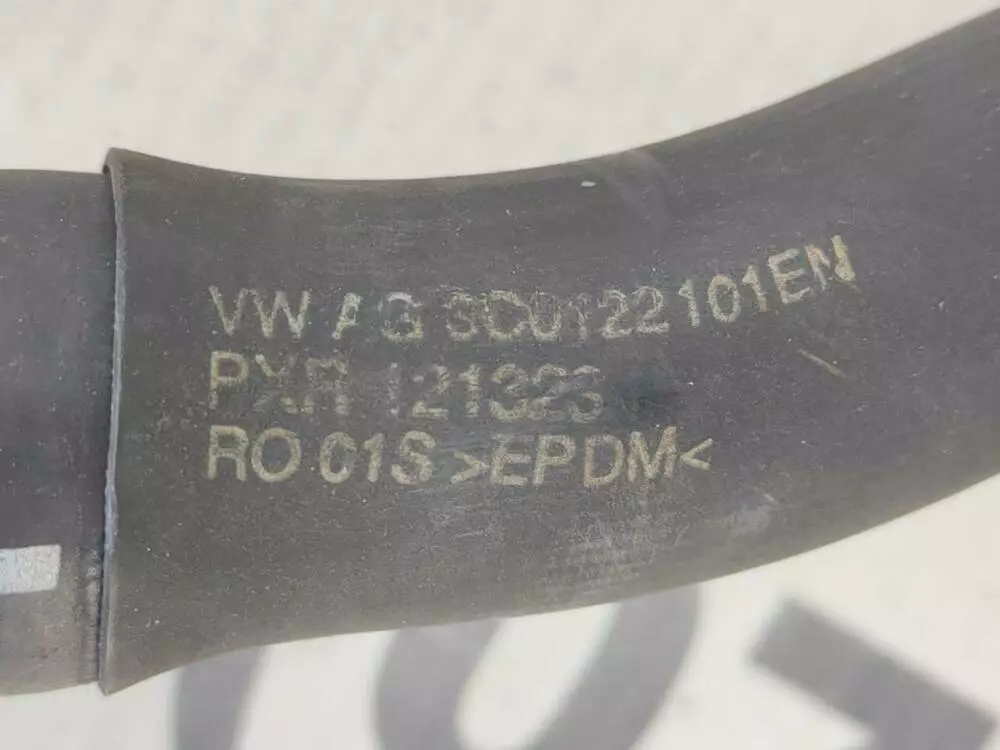 VW AG 3C0122101EN
PXR 121323
RO 01S >EPDM<